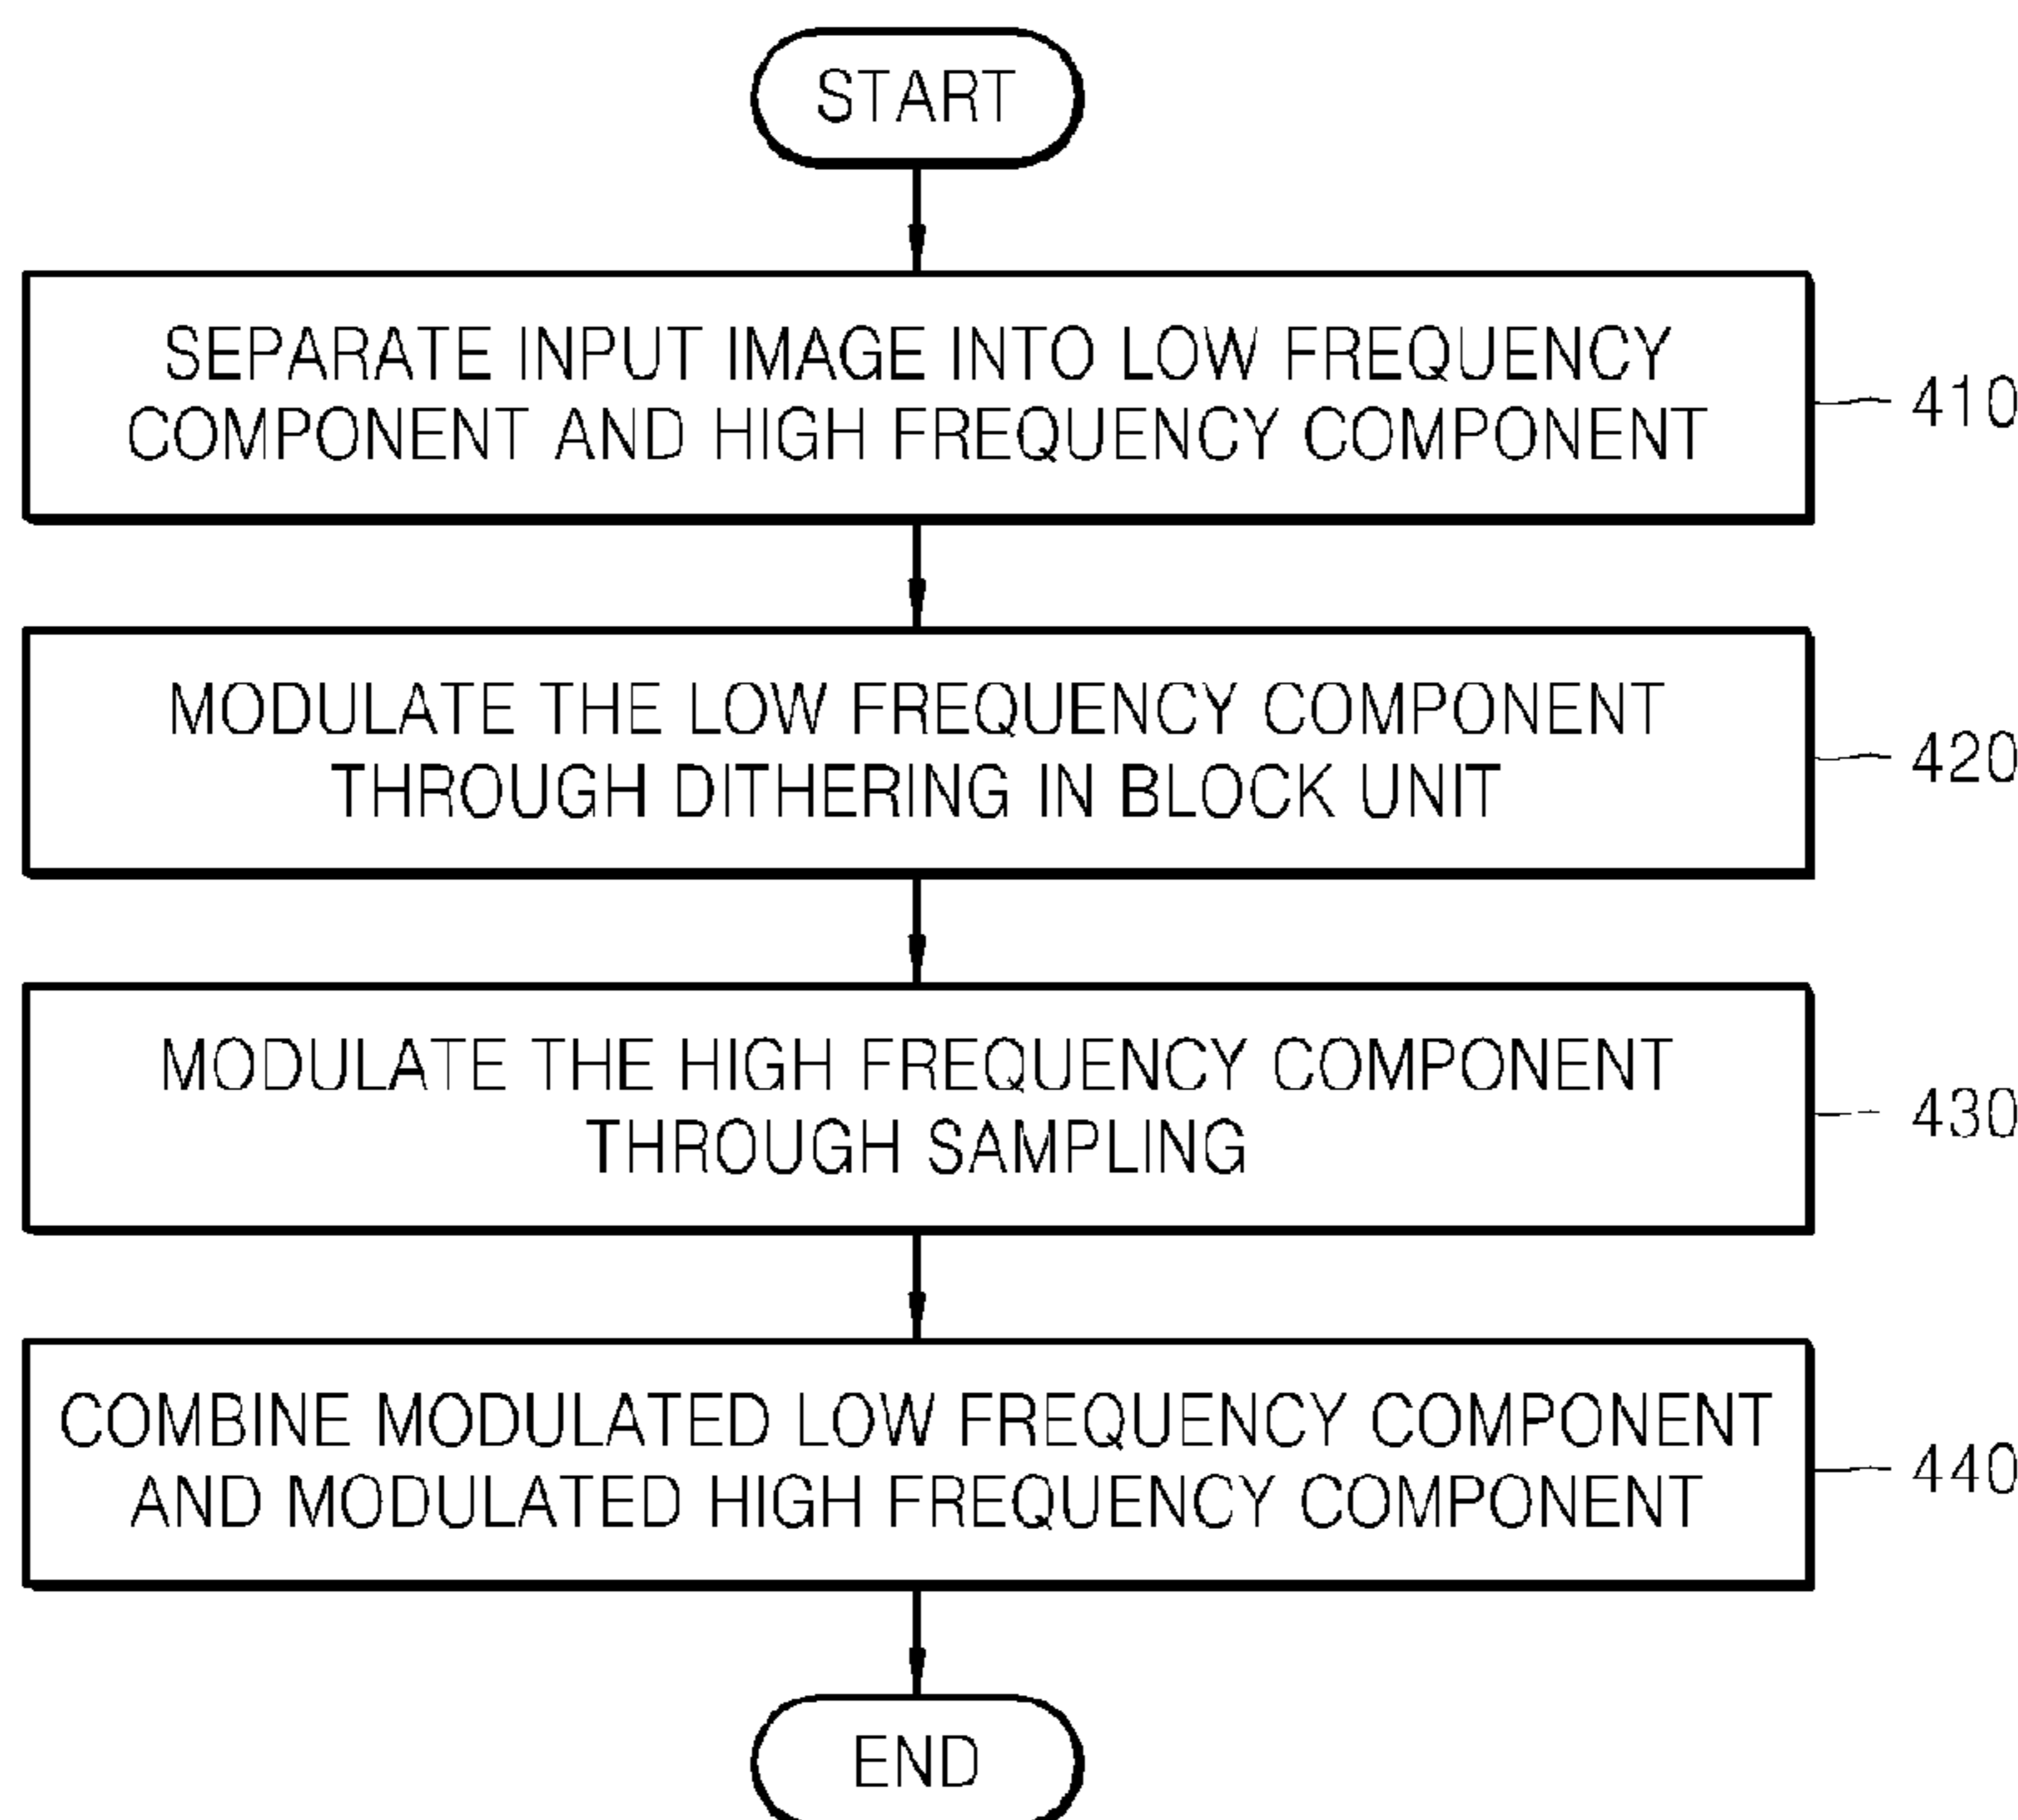 START
SEPARATE INPUT IMAGE INTO LOW FREQUENCY
COMPONENT AND HIGH FREQUENCY COMPONENT
410
MODULATE THE LOW FREQUENCY COMPONENT
THROUGH DITHERING IN BLOCK UNIT
420
MODULATE THE HIGH FREQUENCY COMPONENT
THROUGH SAMPLING
430
COMBINE MODULATED LOW FREQUENCY COMPONENT
AND MODULATED HIGH FREQUENCY COMPONENT
440
END